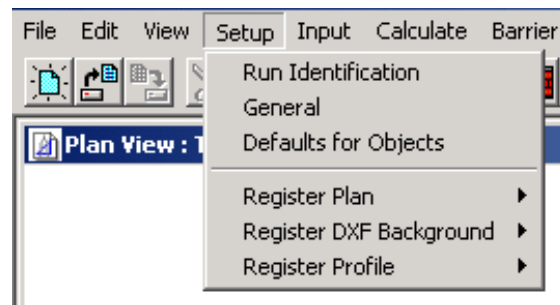 File Edit View Setup Input Calculate Barrier
Run Identification
General
Defaults for Objects
Plan View :
Register Plan
Register DXF Background
Register Profile